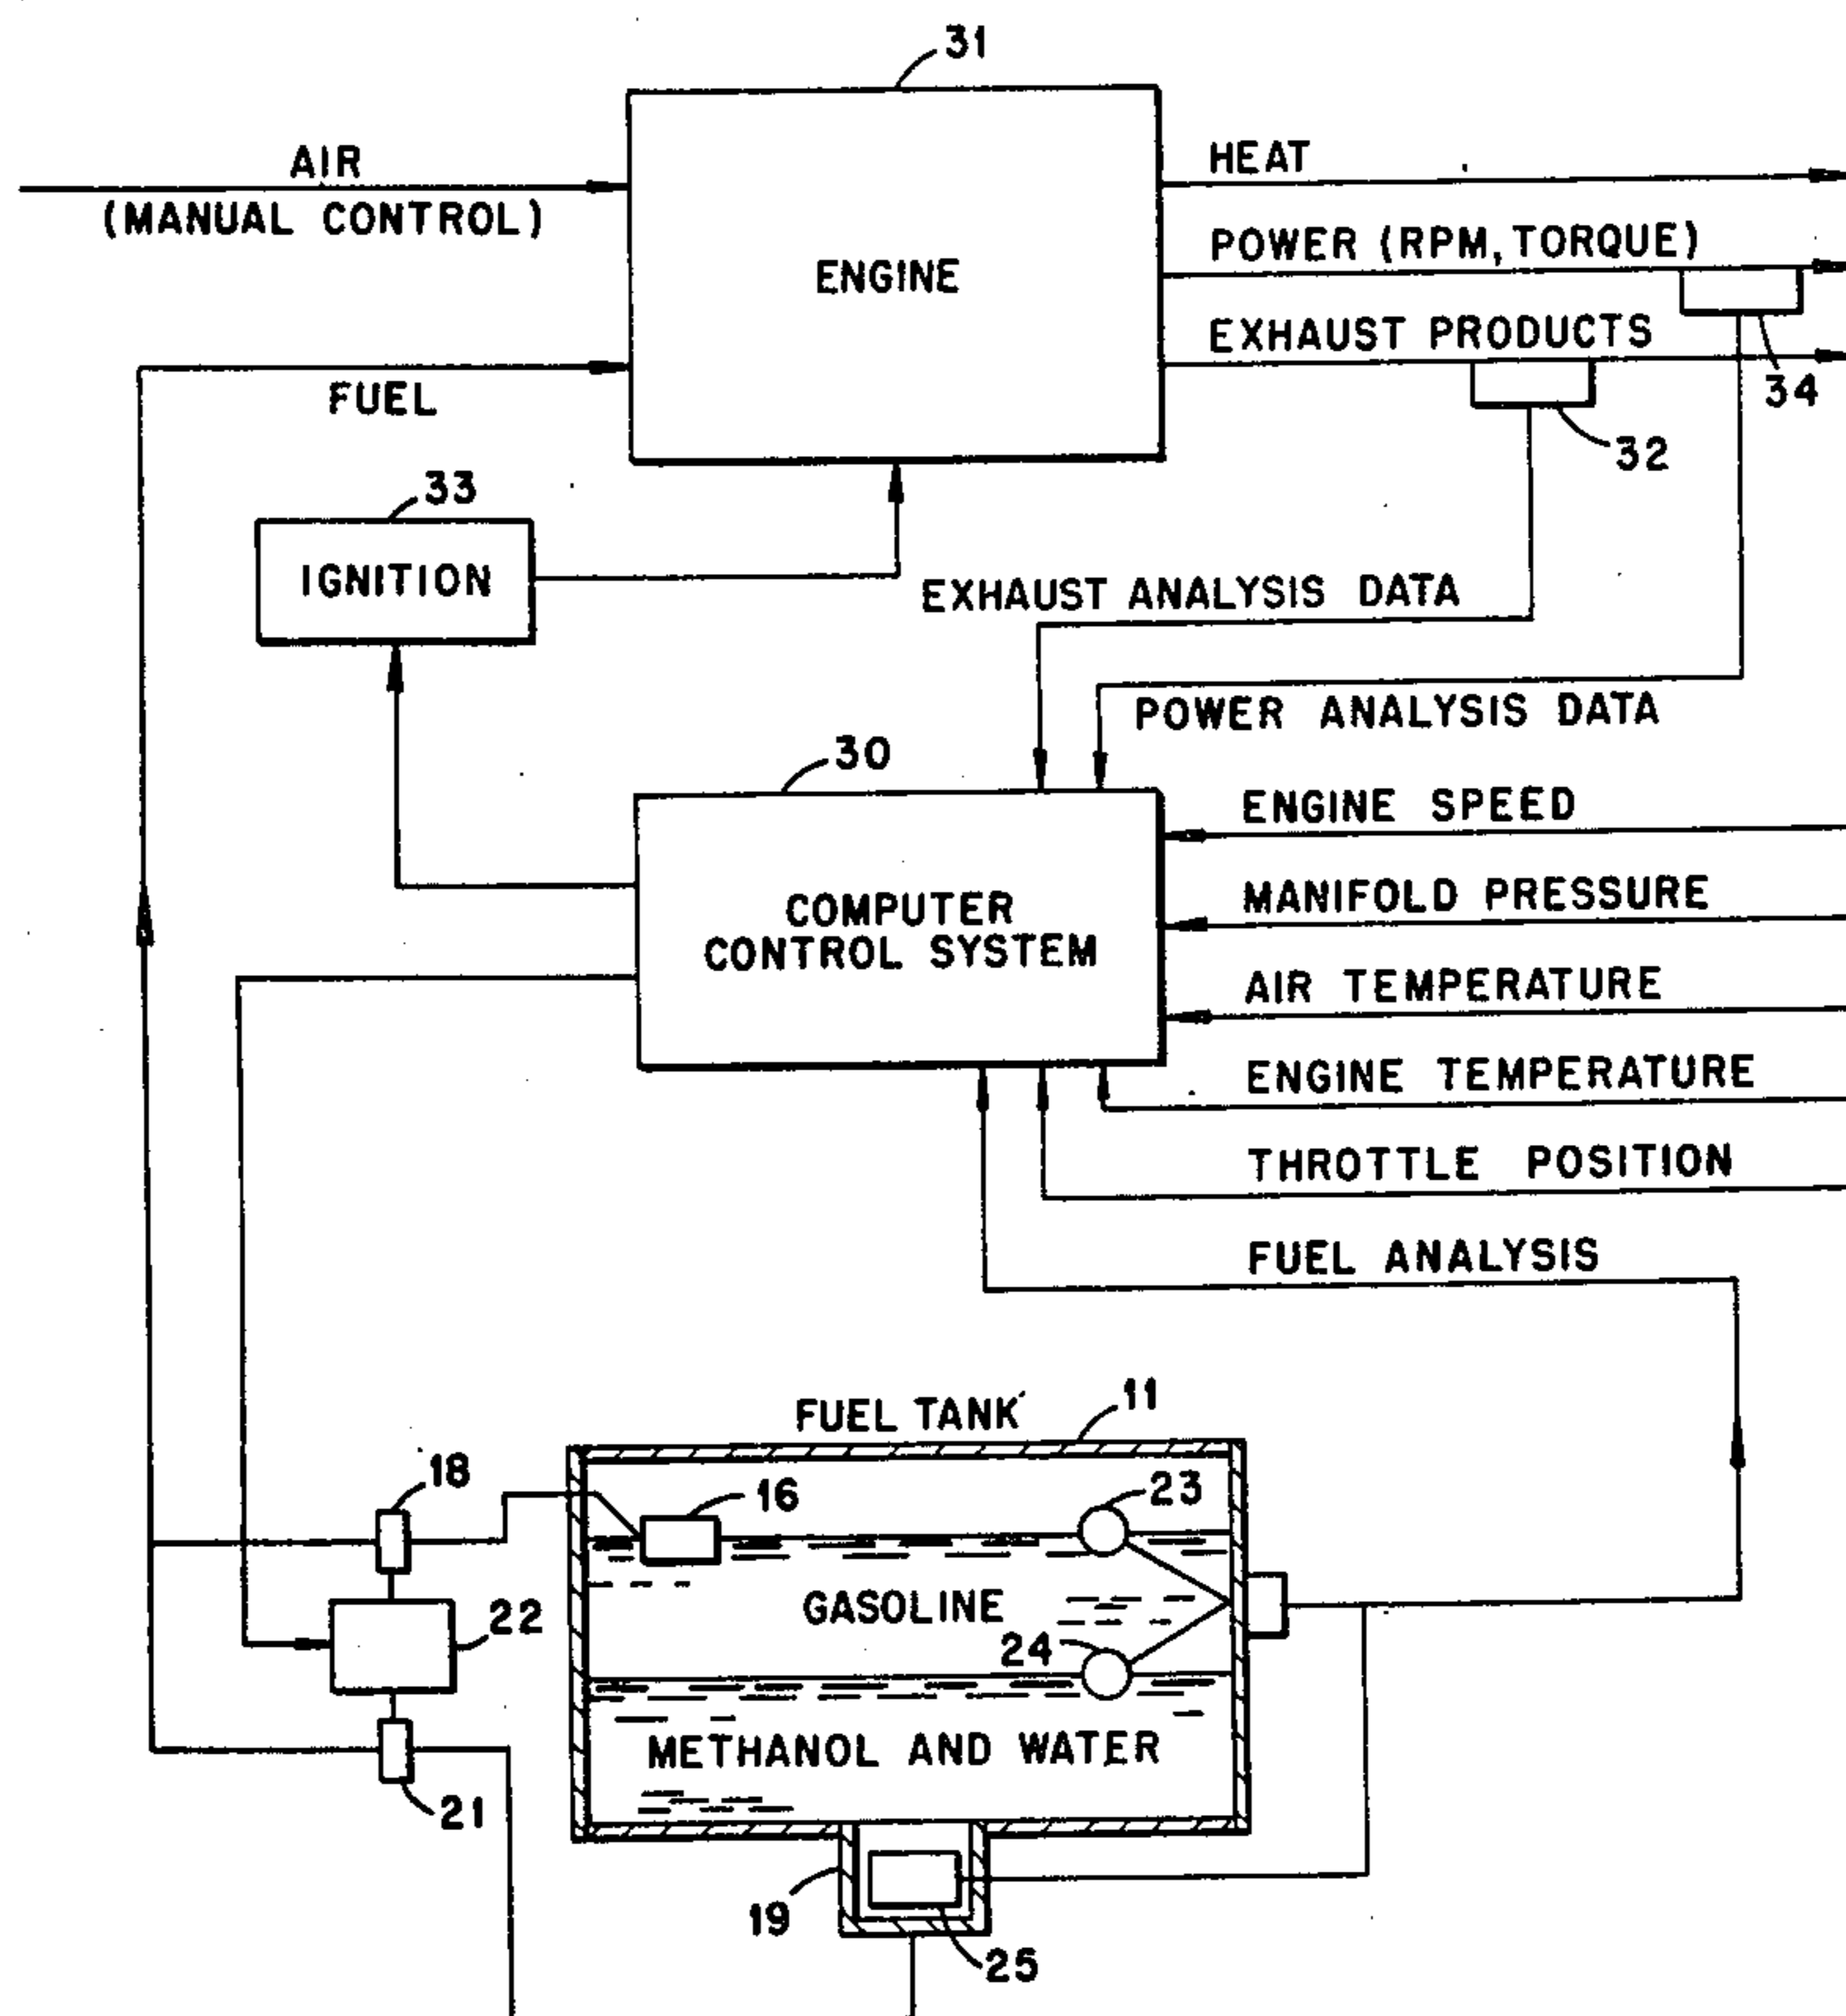 31
AIR
(MANUAL CONTROL)
HEAT
POWER (RPM, TORQUE)
ENGINE
EXHAUST PRODUCTS
34
FUEL
32
33
IGNITION
EXHAUST ANALYSIS DATA
POWER ANALYSIS DATA
30
ENGINE SPEED
MANIFOLD PRESSURE
COMPUTER
CONTROL SYSTEM
AIR TEMPERATURE
ENGINE TEMPERATURE
THROTTLE POSITION
FUEL ANALYSIS
FUEL TANK
11
18
16
23
GASOLINE
22
24
METHANOL AND WATER
21
19
25